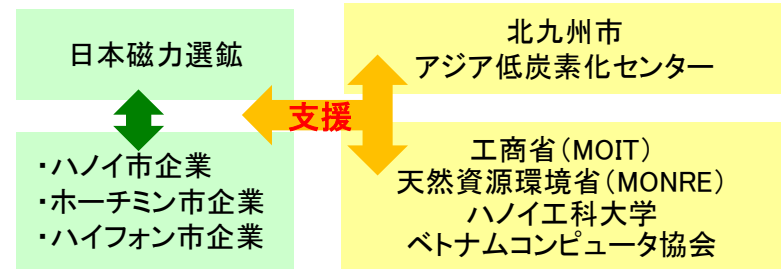 日本磁力選鉱
・ハノイ市企業
・ホーチミン市企業
・ハイフォン市企業
支援
北九州市
アジア低炭素化センター
工商省(MOIT)
天然資源環境省(MONRE)
ハノイ工科大学
ベトナムコンピュータ協会